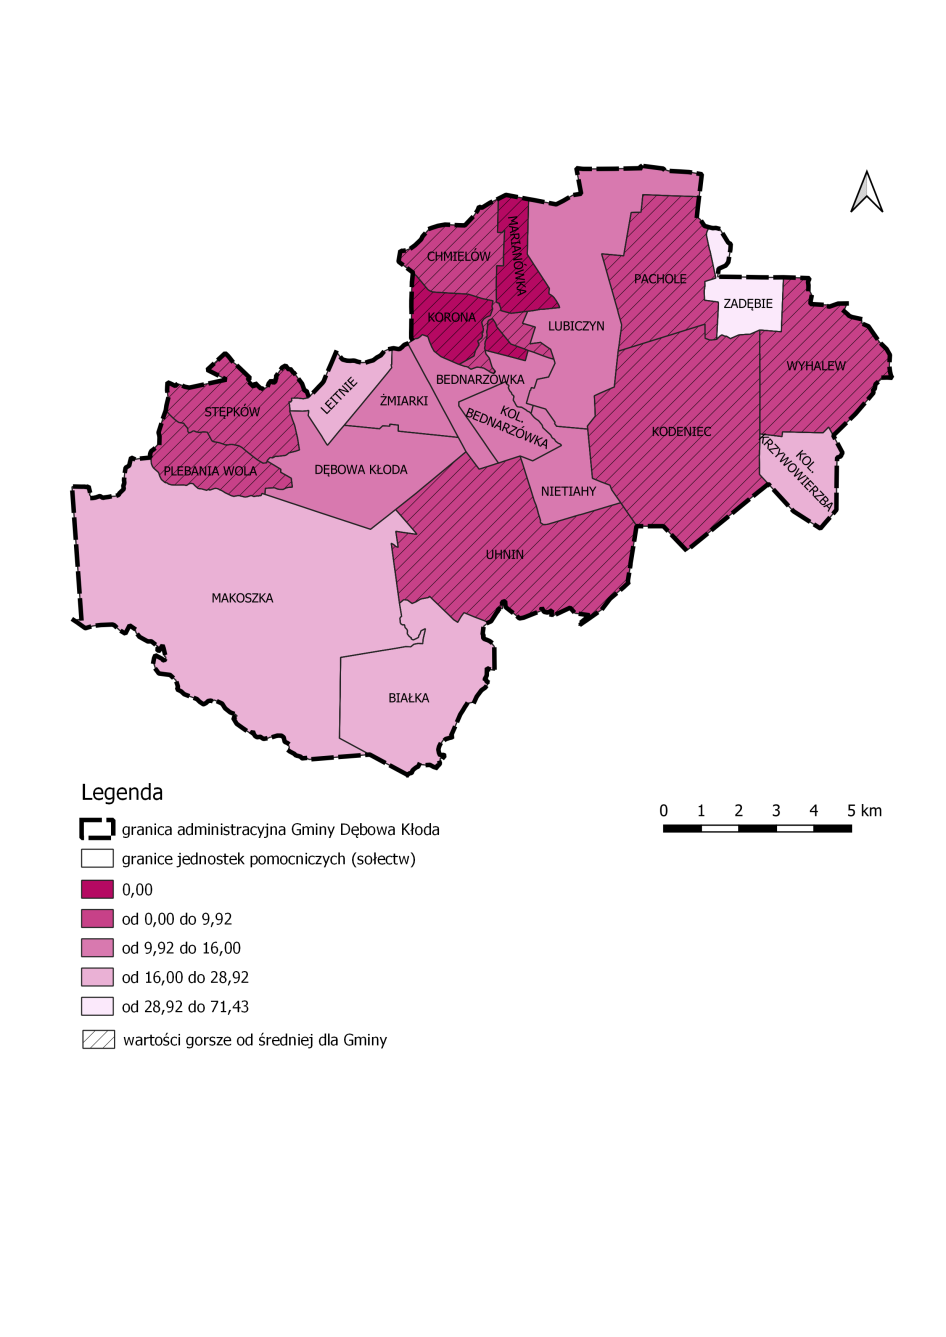 MARIANÓWKA
CHMIELÓW
PACHOLE
ZADĘBIE
KORONA
LUBICZYN
WYHALEW
BEDNARZÓWKA
LEITNIE
ŻMIARKI
STĘPKÓW
KOL.
BEDNARZÓWKA
KODENIEC
KOL.
KRZYWOWIERZBA
PLEBANIA WOLA
DĘBOWA KŁODA
NIETIAHY
UHNIN
MAKOSZKA
BIAŁKA
Legenda
granica administracyjna Gminy Dębowa Kłoda
granice jednostek pomocniczych (sołectw)
0,00
od 0,00 do 9,92
od 9,92 do 16,00
od 16,00 do 28,92
od 28,92 do 71,43
wartości gorsze od średniej dla Gminy
0 1 2 3 4 5 km